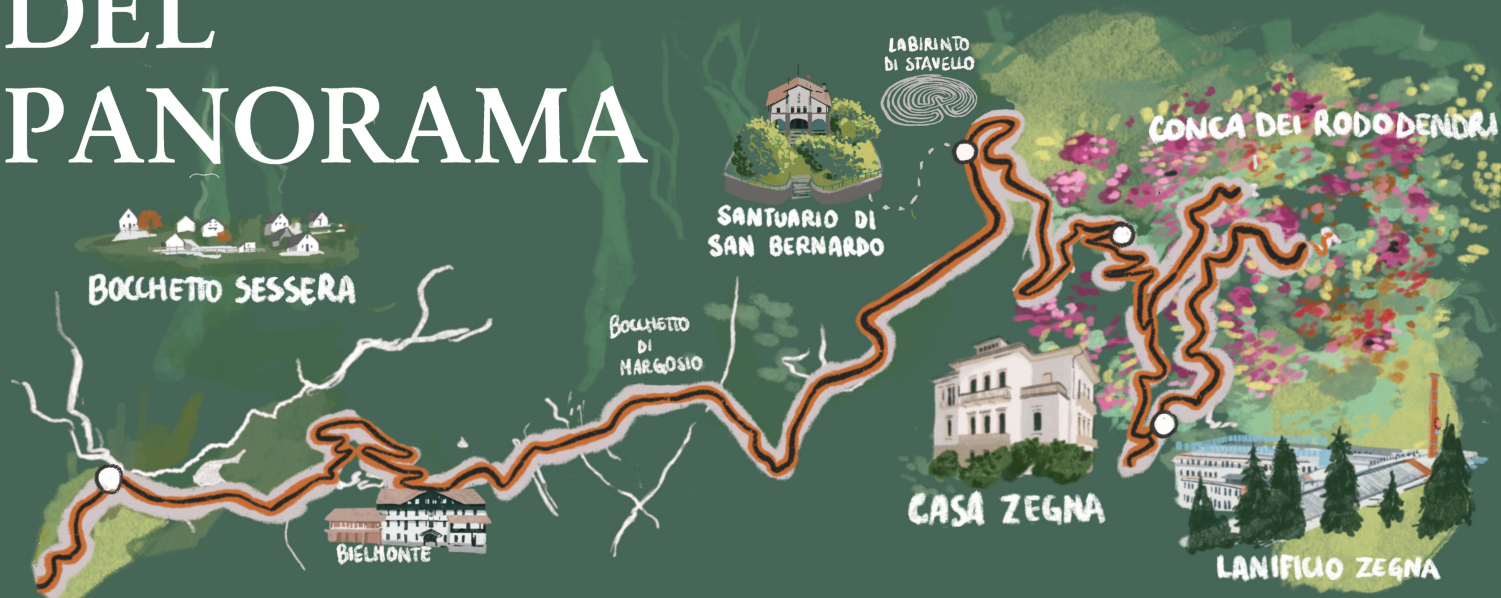 DEL
PANORAMA
LABIRINTO
DI STAVELLO
CONCA DEI RODODENDRI
SANTUARIO DI
SAN BERNARDO
BOCCHETTO SESSERA
BOCCHETTO
DI
MARGOSIO
CASA ZEGNA
BIELMONTE
LANIFICIO ZEGNA